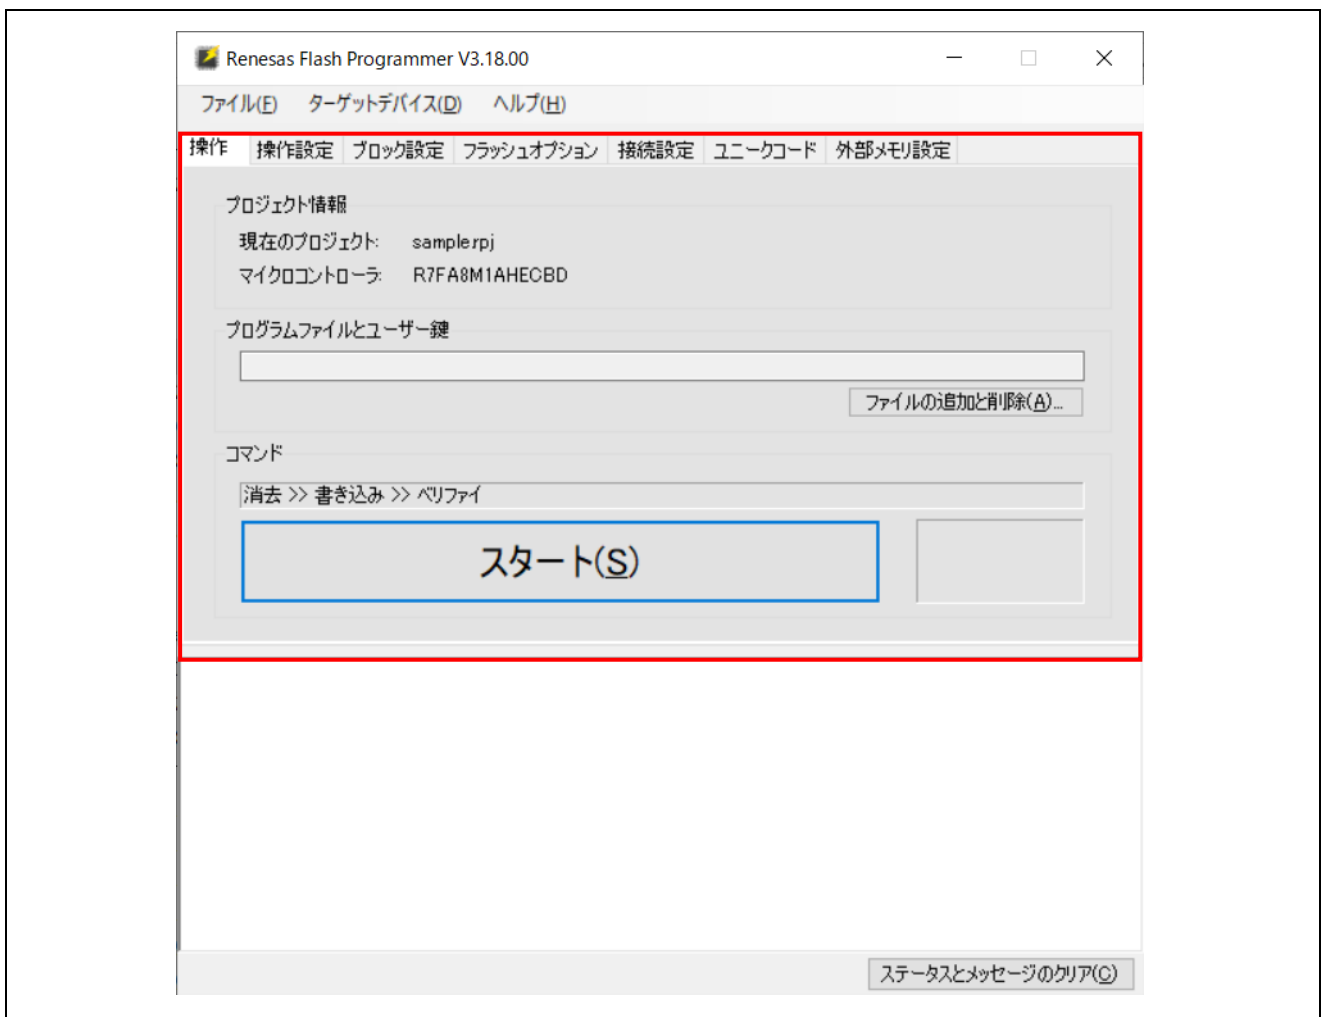 Renesas Flash Programmer V3.18.00
ファイル(F) ターゲットデバイス(D) ヘルプ(H)
操作 操作設定 ブロック設定 フラッシュオプション 接続設定 ユニークコード 外部メモリ設定
プロジェクト情報
現在のプロジェクト: sample.rpj
マイクロコントローラ: R7FA8M1AHECBD
プログラムファイルとユーザー鍵
ファイルの追加と削除(A)...
コマンド
消去 >> 書き込み >> ベリファイ
スタート(S)
ステータスとメッセージのクリア(C)